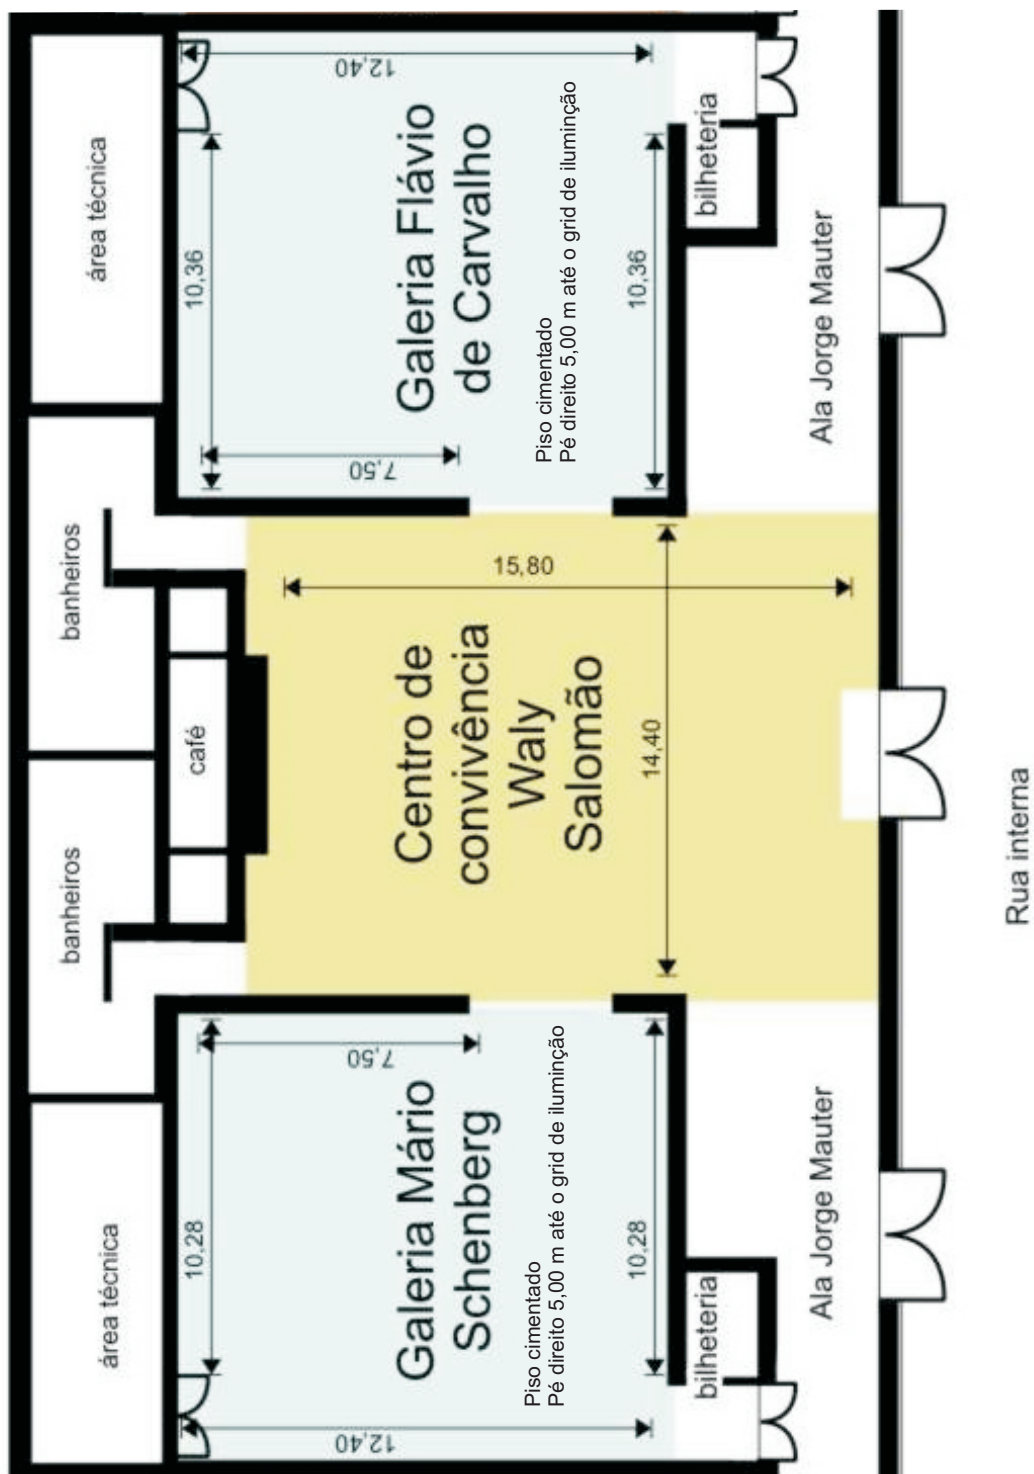 área técnica
banheiros
banheiros
área técnica
café
12,40
10,28
10,28
7,50
Galeria Mário
Schenberg
Piso cimentado
Pé direito 5,00 m até o grid de iluminção
Centro de
convivência
Waly
Salomão
15,80
14,40
12,40
10,36
10,36
7,50
Galeria Flávio
de Carvalho
Piso cimentado
Pé direito 5,00 m até o grid de iluminção
bilheteria
bilheteria
Ala Jorge Mauter
Ala Jorge Mauter
Rua interna